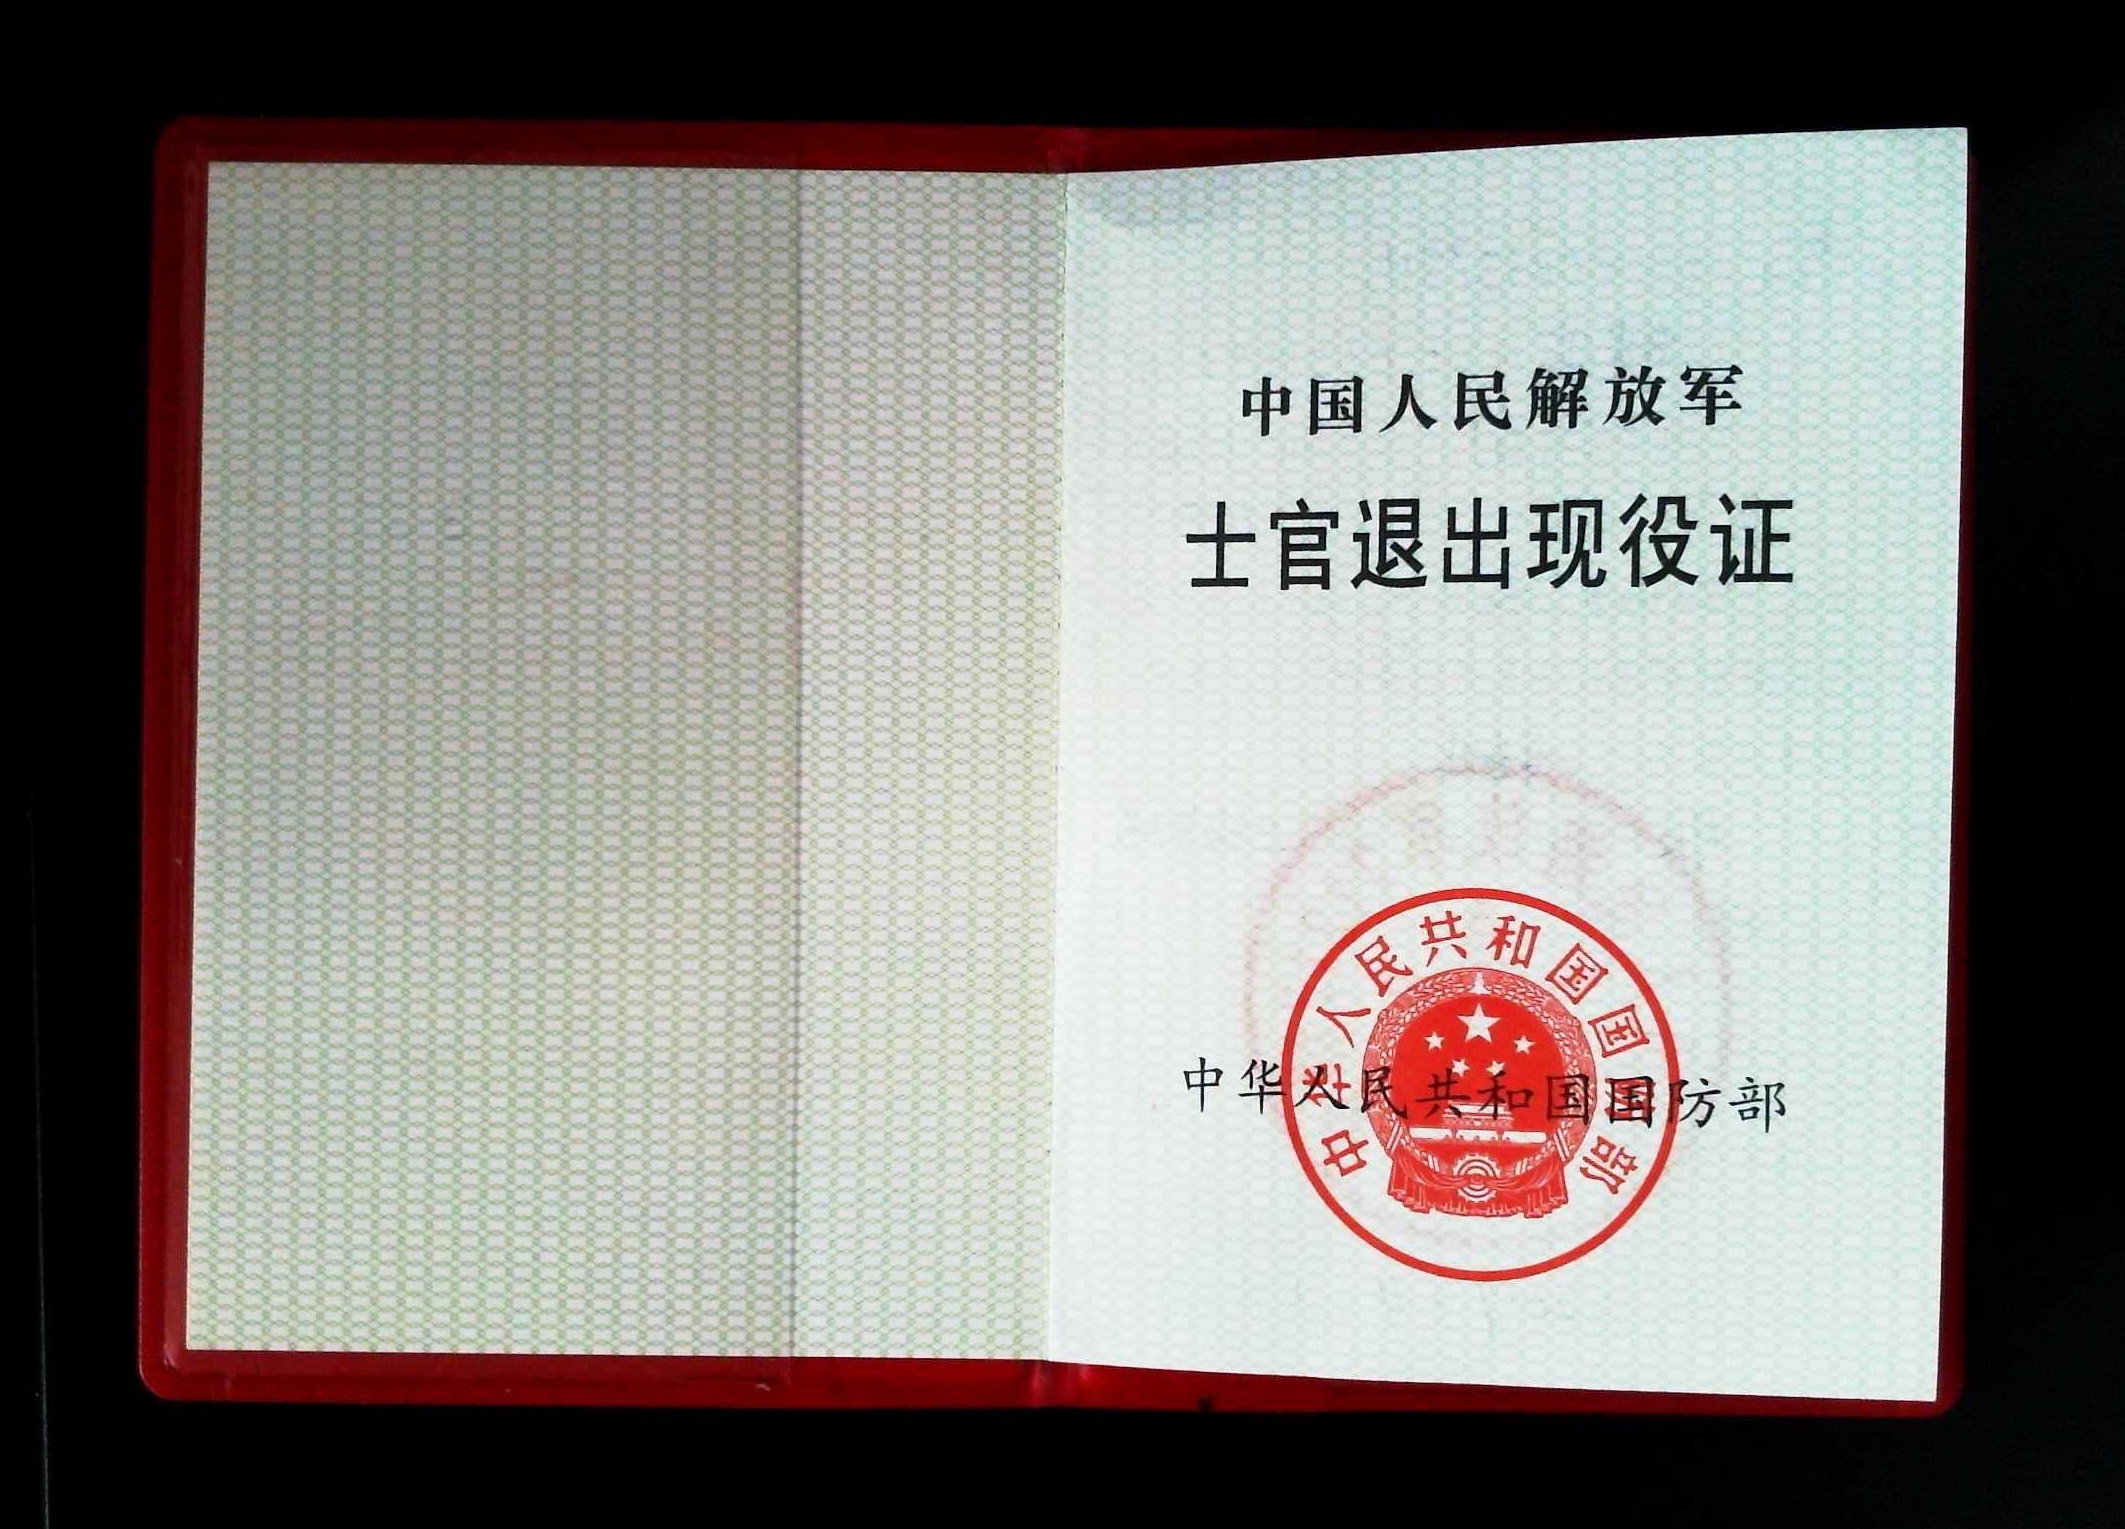 中国人民解放军
士官退出现役证
中华人民共和国国防部
中华人民共和国国防部